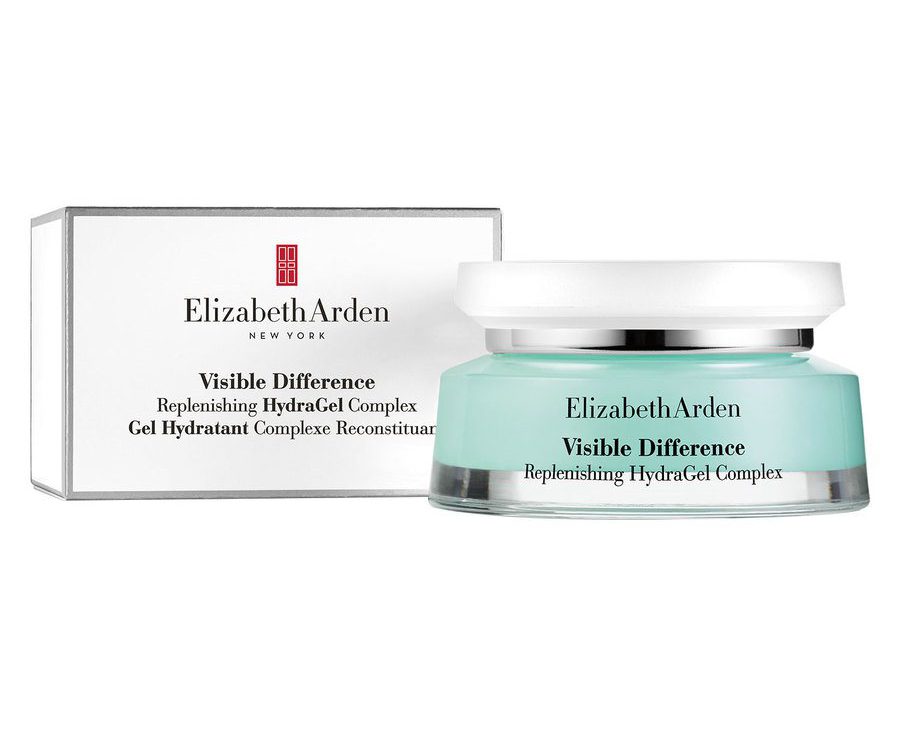 ElizabethArden
NEW YORK
Visible Difference
Replenishing HydraGel Complex
Gel Hydratant Complexe Reconstituan
ElizabethArden
Visible Difference
Replenishing HydraGel Complex